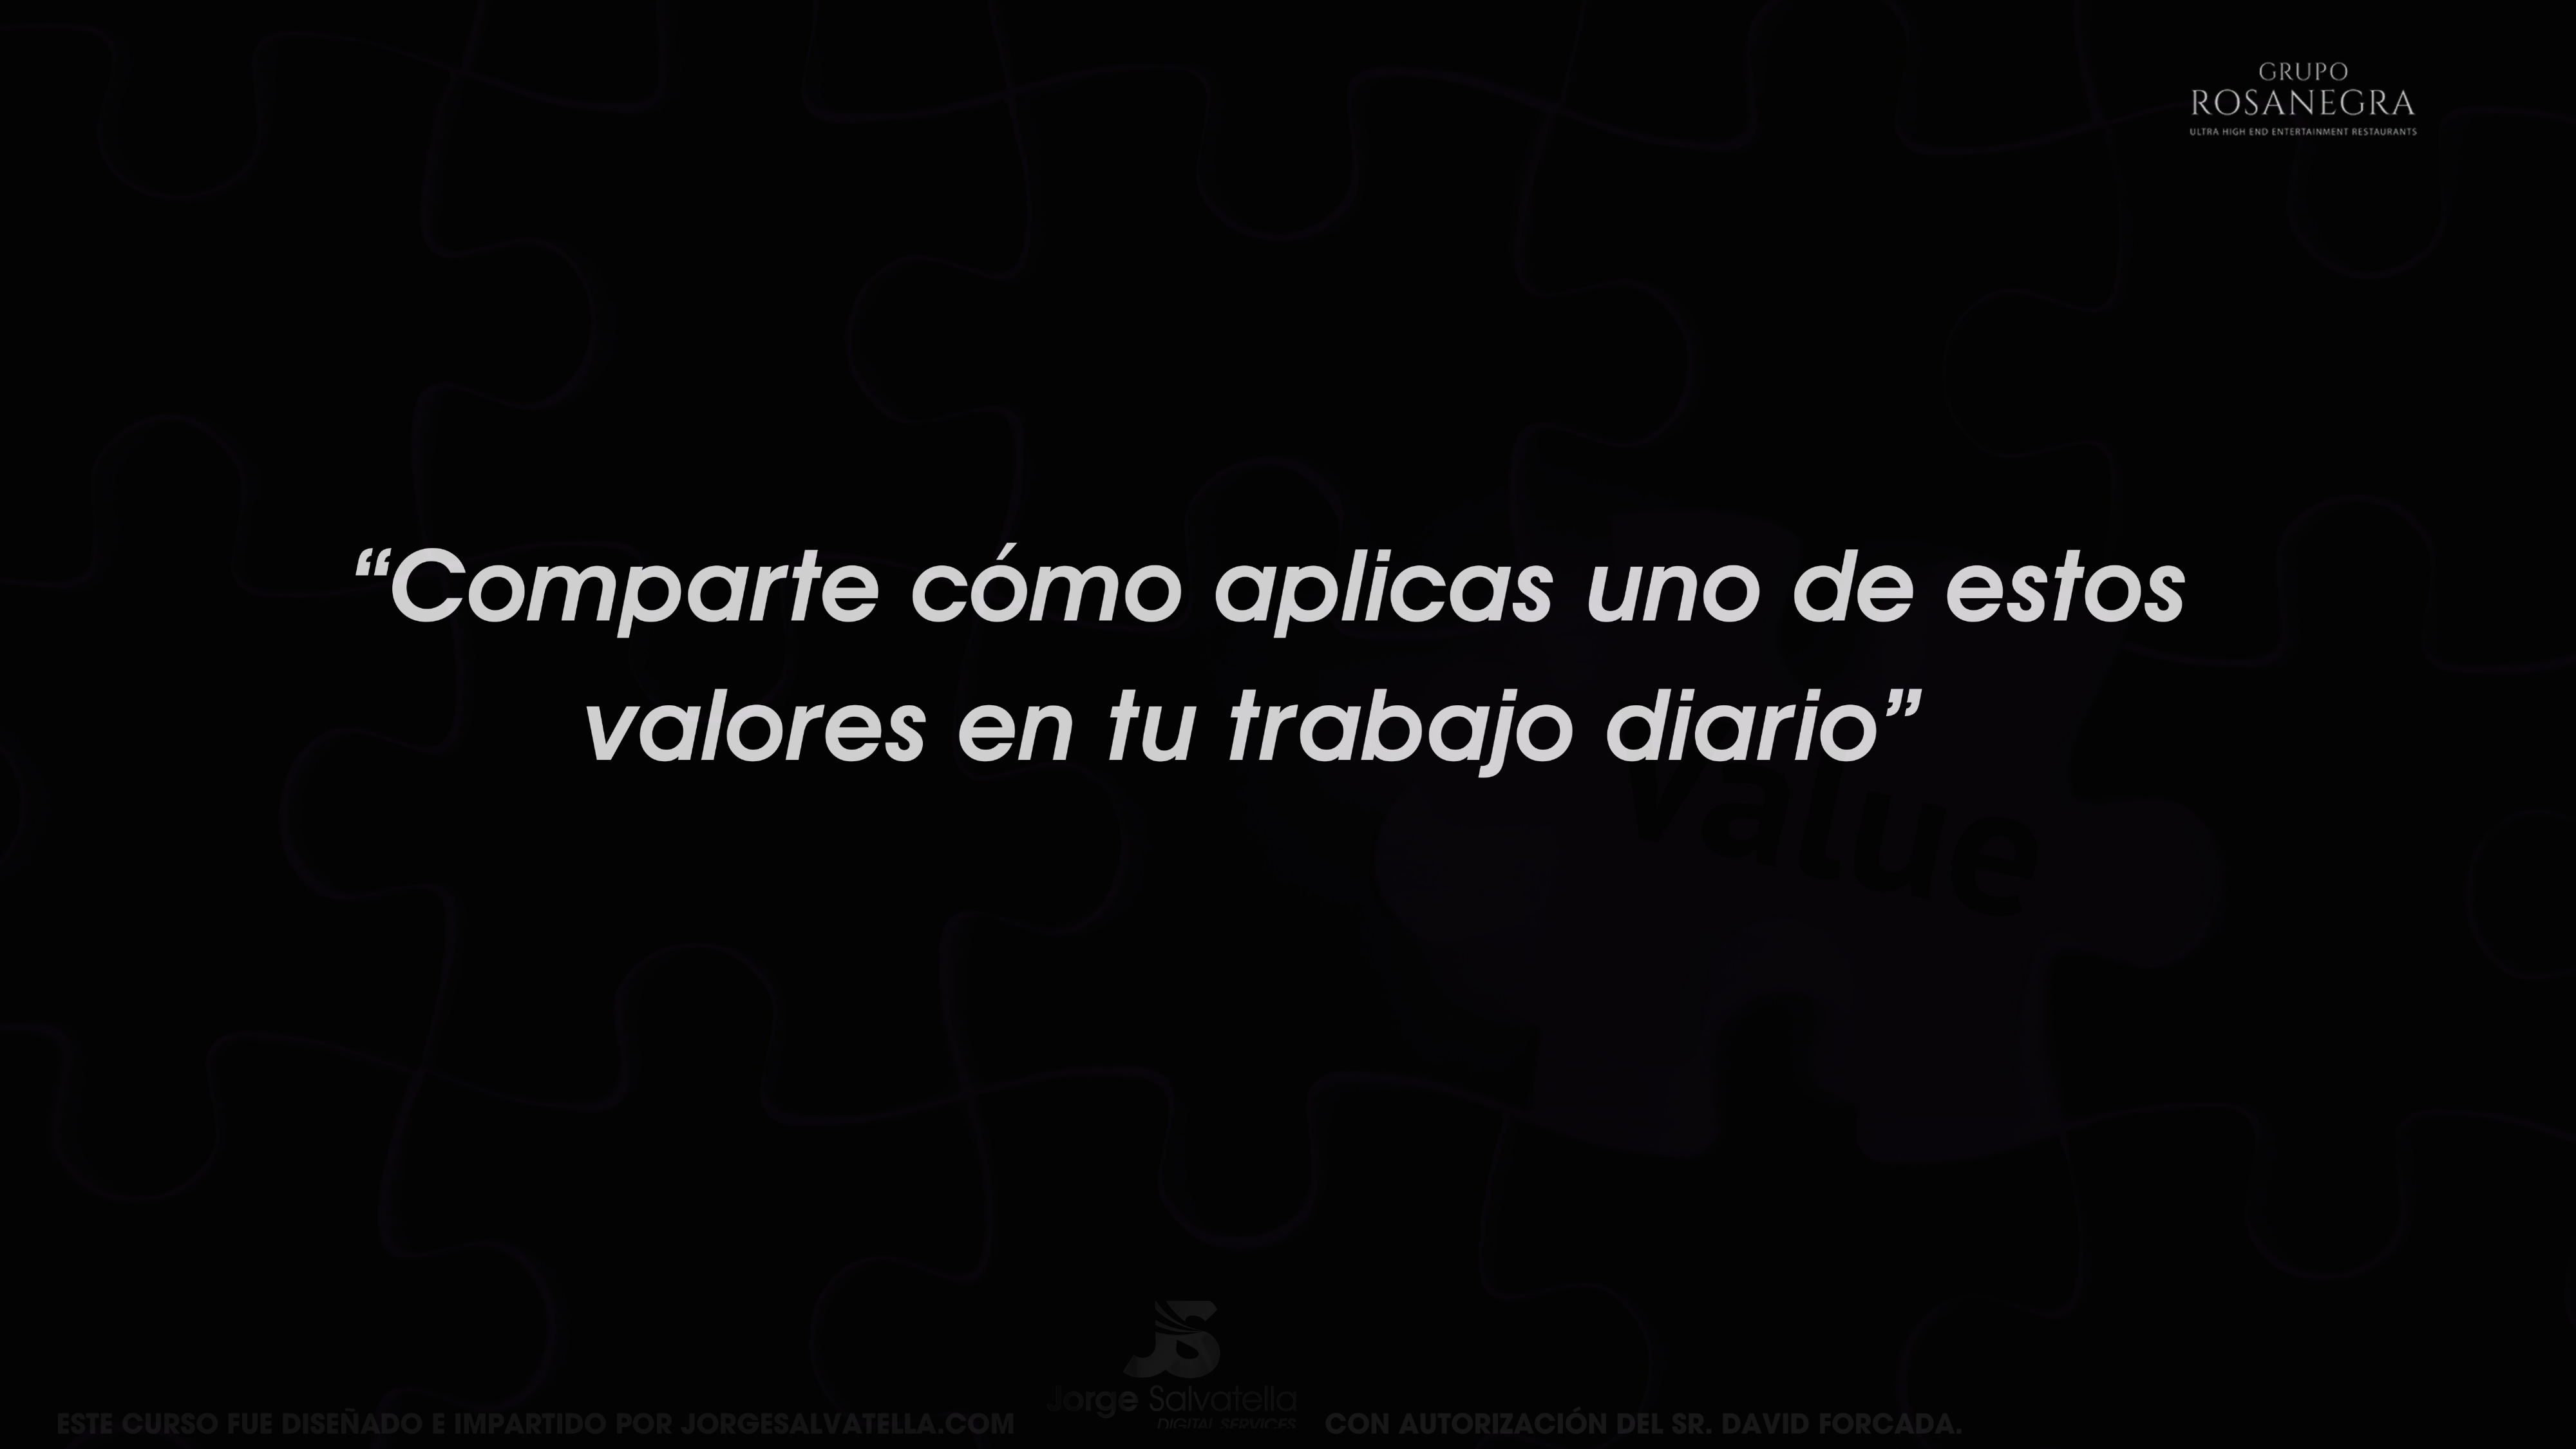 GRUPO
ROSANEGRA
ULTRA HIGH END ENTERTAINMENT RESTAURANTS
“Comparte cómo aplicas uno de estos
valores en tu trabajo diario”
value
JS
Jorge Salvatella
DIGITAL SERVICES
ESTE CURSO FUE DISEÑADO E IMPARTIDO POR JORGESALVATELLA.COM CON AUTORIZACIÓN DEL SR. DAVID FORCADA.